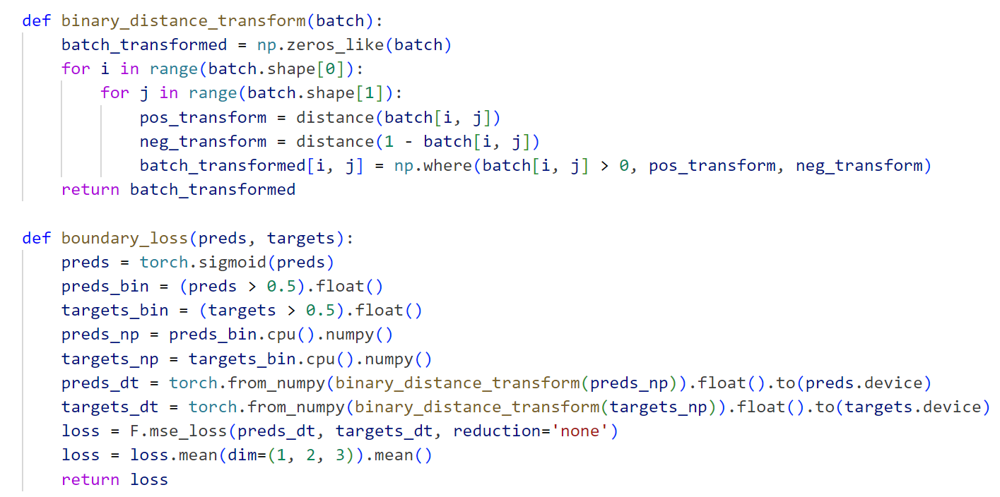 def binary_distance_transform(batch):
    batch_transformed = np.zeros_like(batch)
    for i in range(batch.shape[0]):
        for j in range(batch.shape[1]):
            pos_transform = distance(batch[i, j])
            neg_transform = distance(1 - batch[i, j])
            batch_transformed[i, j] = np.where(batch[i, j] > 0, pos_transform, neg_transform)
    return batch_transformed

def boundary_loss(preds, targets):
    preds = torch.sigmoid(preds)
    preds_bin = (preds > 0.5).float()
    targets_bin = (targets > 0.5).float()
    preds_np = preds_bin.cpu().numpy()
    targets_np = targets_bin.cpu().numpy()
    preds_dt = torch.from_numpy(binary_distance_transform(preds_np)).float().to(preds.device)
    targets_dt = torch.from_numpy(binary_distance_transform(targets_np)).float().to(targets.device)
    loss = F.mse_loss(preds_dt, targets_dt, reduction='none')
    loss = loss.mean(dim=(1, 2, 3)).mean()
    return loss